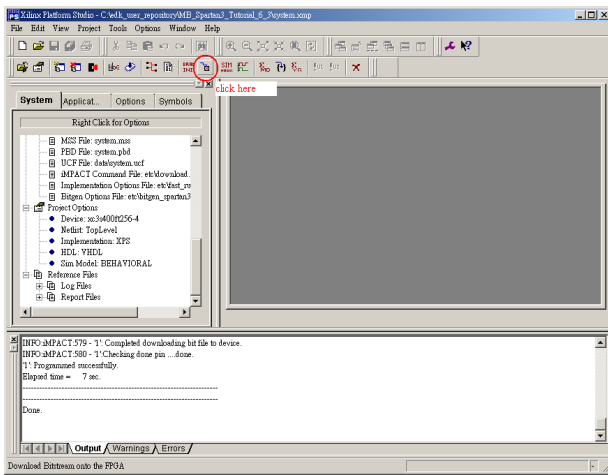 Xilinx Platform Studio - C:\edk_user_repository\MB_Spartan3_Tutorial_6_3\system.xmp
File Edit View Project Tools Options Window Help
click here
System Applicat... Options Symbols
Right Click for Options
MSS File: system.mss
PBD File: system.pbd
UCF File: data\system.ucf
iMPACT Command File: etc\download.
Implementation Options File: etc\fast_ru
Bitgen Options File: etc\bitgen_spartan3
Project Options
Device: xc3s400ft256-4
Netlist: TopLevel
Implementation: XPS
HDL: VHDL
Sim Model: BEHAVIORAL
Reference Files
Log Files
Report Files
INFO:iMPACT:579 - '1': Completed downloading bit file to device.
INFO:iMPACT:580 - '1':Checking done pin ....done.
'1': Programmed successfully.
Elapsed time = 7 sec.
Done.
Output Warnings Errors
Download Bitstream onto the FPGA